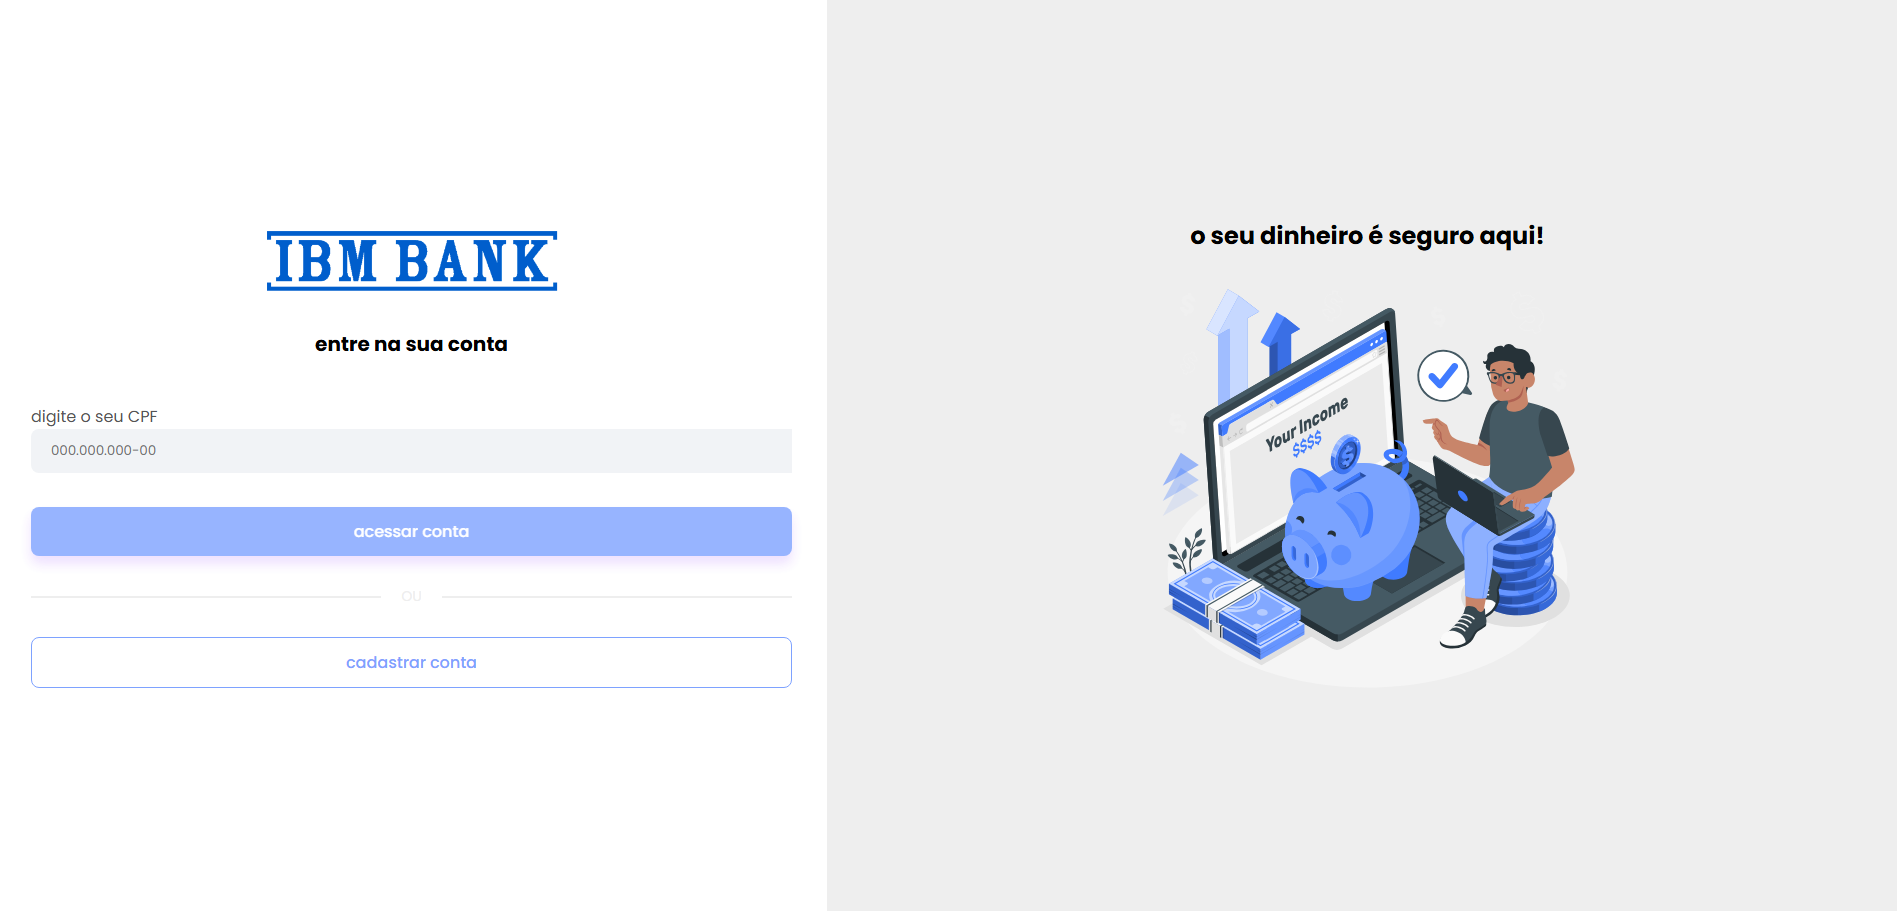 IBM BANK
entre na sua conta
digite o seu CPF
000.000.000-00
acessar conta
OU
cadastrar conta
o seu dinheiro é seguro aqui!
Your Income
$$$$
$